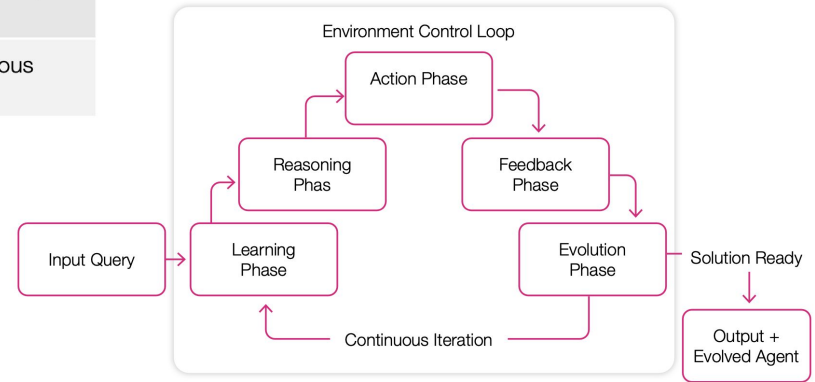 ous
Environment Control Loop
Action Phase
Reasoning
Phas
Feedback
Phase
Input Query
Learning
Phase
Evolution
Phase
Solution Ready
Continuous Iteration
Output +
Evolved Agent